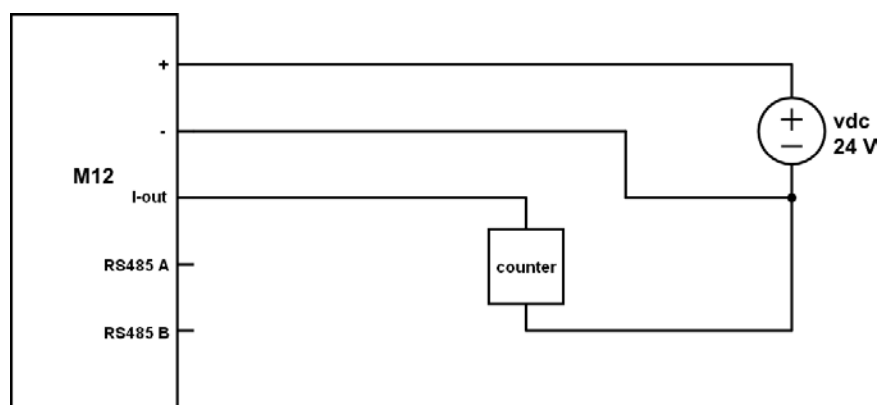 +
-
M12
I-out
RS485 A
RS485 B
counter
+
−
vdc
24 V